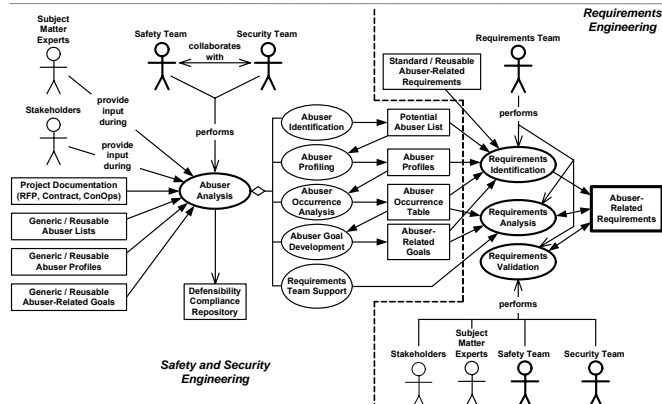 Requirements
Engineering
Subject
Matter
Experts
Safety Team
collaborates
with
Security Team
Requirements Team
Standard / Reusable
Abuser-Related
Requirements
Stakeholders
provide
input
during
provide
input
during
performs
performs
Abuser
Identification
Potential
Abuser List
Abuser
Profiling
Abuser
Profiles
Requirements
Identification
Project Documentation
(RFP, Contract, ConOps)
Abuser
Analysis
Abuser
Occurrence
Analysis
Abuser
Occurrence
Table
Requirements
Analysis
Abuser-
Related
Requirements
Generic / Reusable
Abuser Lists
Abuser Goal
Development
Abuser-
Related
Goals
Generic / Reusable
Abuser Profiles
Requirements
Validation
Generic / Reusable
Abuser-Related Goals
Defensibility
Compliance
Repository
Requirements
Team Support
performs
Safety and Security
Engineering
Stakeholders
Subject
Matter
Experts
Safety Team
Security Team